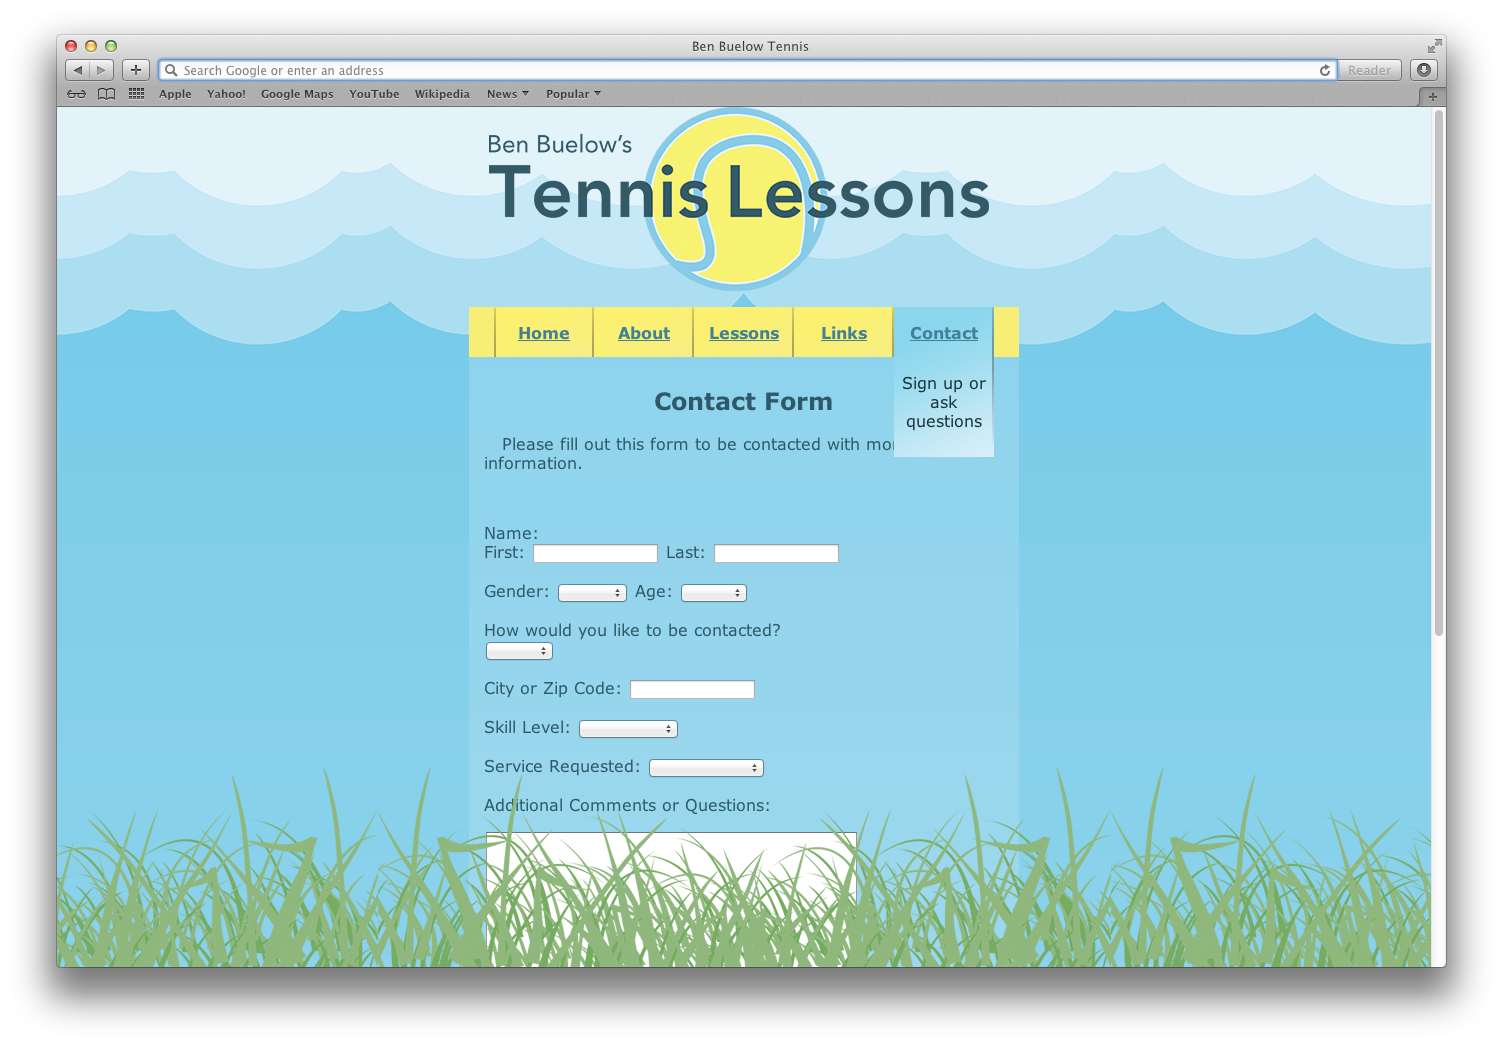 Ben Buelow Tennis
Search Google or enter an address
Reader
Apple Yahoo! Google Maps YouTube Wikipedia News Popular
Ben Buelow's
Tennis Lessons
Home About Lessons Links Contact
Sign up or
ask
questions
Contact Form
Please fill out this form to be contacted with
information.
Name:
First: Last:
Gender: Age:
How would you like to be contacted?
City or Zip Code:
Skill Level:
Service Requested:
Additional Comments or Questions: